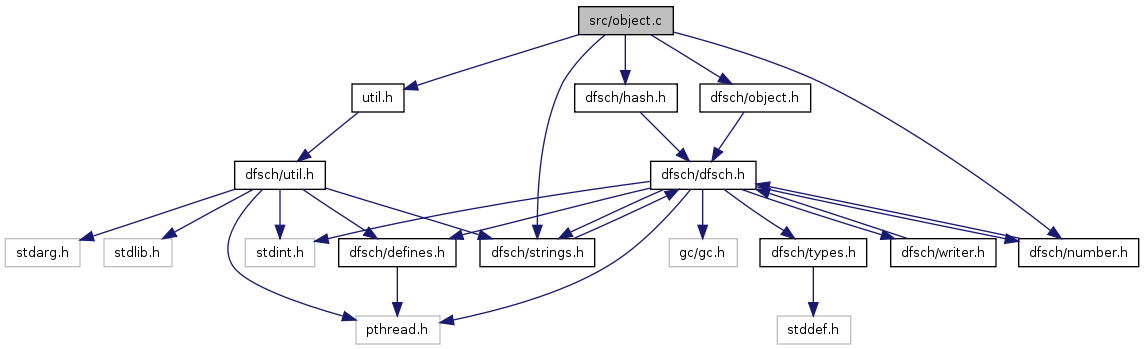 src/object.c
util.h
dfsch/hash.h
dfsch/object.h
dfsch/util.h
dfsch/dfsch.h
stdarg.h
stdlib.h
stdint.h
dfsch/defines.h
dfsch/strings.h
gc/gc.h
dfsch/types.h
dfsch/writer.h
dfsch/number.h
pthread.h
stddef.h